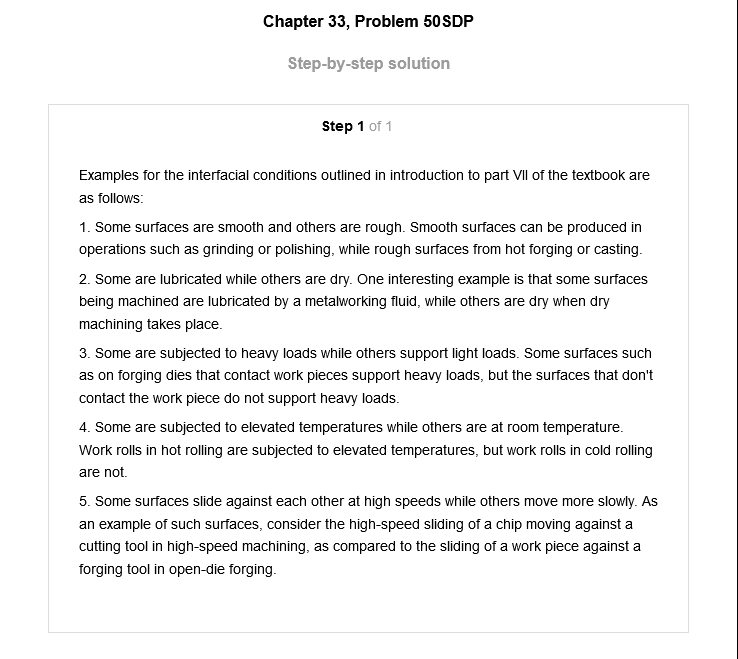 Chapter 33, Problem 50SDP
Step-by-step solution
Step 1 of 1
Examples for the interfacial conditions outlined in introduction to part VII of the textbook are
as follows:
1. Some surfaces are smooth and others are rough. Smooth surfaces can be produced in
operations such as grinding or polishing, while rough surfaces from hot forging or casting.
2. Some are lubricated while others are dry. One interesting example is that some surfaces
being machined are lubricated by a metalworking fluid, while others are dry when dry
machining takes place.
3. Some are subjected to heavy loads while others support light loads. Some surfaces such
as on forging dies that contact work pieces support heavy loads, but the surfaces that don't
contact the work piece do not support heavy loads.
4. Some are subjected to elevated temperatures while others are at room temperature.
Work rolls in hot rolling are subjected to elevated temperatures, but work rolls in cold rolling
are not.
5. Some surfaces slide against each other at high speeds while others move more slowly. As
an example of such surfaces, consider the high-speed sliding of a chip moving against a
cutting tool in high-speed machining, as compared to the sliding of a work piece against a
forging tool in open-die forging.